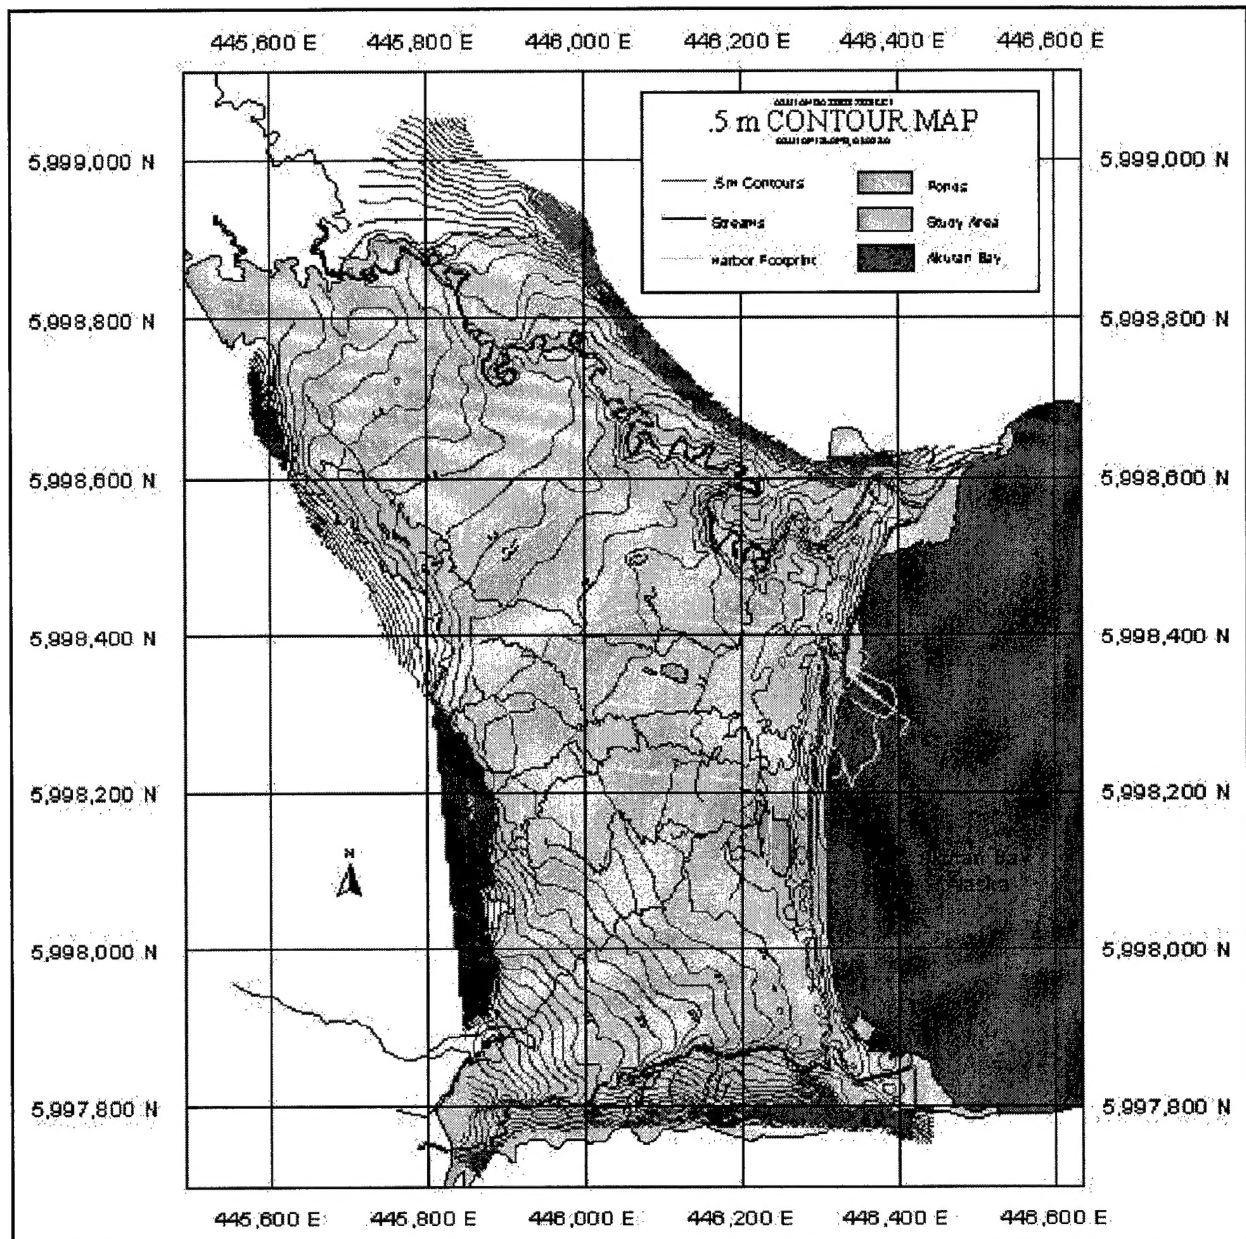 445,600 E 445,800 E 446,000 E 446,200 E 446,400 E 446,600 E
.5 m CONTOUR MAP
.5m Contours
Streams
Harbor Footprint
Ponds
Study Area
Akutan Bay
5,999,000 N 5,999,000 N
5,998,800 N 5,998,800 N
5,998,600 N 5,998,600 N
5,998,400 N 5,998,400 N
5,998,200 N 5,998,200 N
N
Akutan Bay
Alaska
5,998,000 N 5,998,000 N
5,997,800 N 5,997,800 N
445,600 E 445,800 E 446,000 E 446,200 E 446,400 E 446,600 E